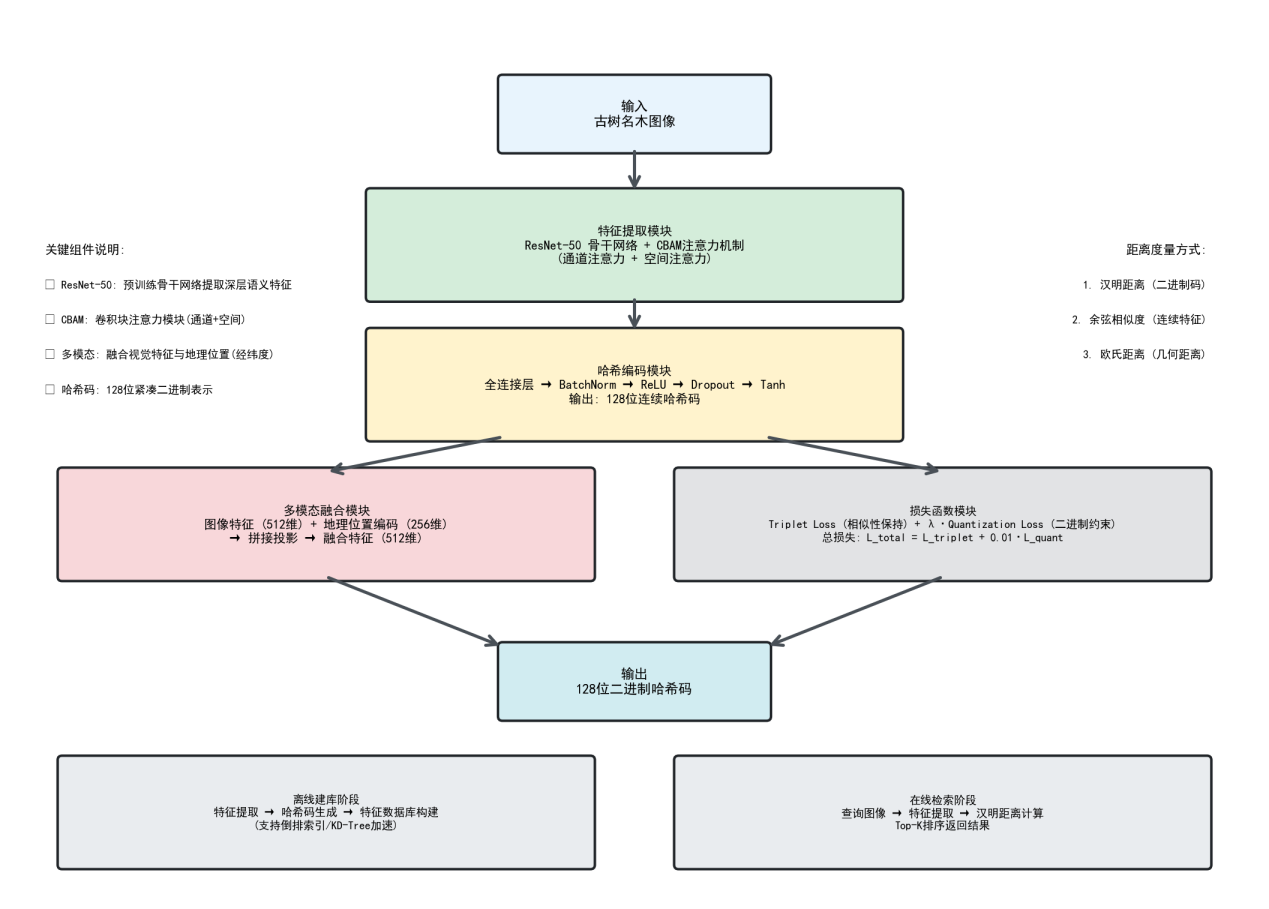 输入
古树名木图像
特征提取模块
ResNet-50 骨干网络 + CBAM注意力机制
(通道注意力 + 空间注意力)
关键组件说明:
□ ResNet-50: 预训练骨干网络提取深层语义特征
□ CBAM: 卷积块注意力模块(通道+空间)
□ 多模态: 融合视觉特征与地理位置(经纬度)
□ 哈希码: 128位紧凑二进制表示
距离度量方式:
1. 汉明距离 (二进制码)
2. 余弦相似度 (连续特征)
3. 欧氏距离 (几何距离)
哈希编码模块
全连接层 → BatchNorm → ReLU → Dropout → Tanh
输出: 128位连续哈希码
多模态融合模块
图像特征 (512维) + 地理位置编码 (256维)
→ 拼接投影 → 融合特征 (512维)
损失函数模块
Triplet Loss (相似性保持) + λ·Quantization Loss (二进制约束)
总损失: L_total = L_triplet + 0.01·L_quant
输出
128位二进制哈希码
离线建库阶段
特征提取 → 哈希码生成 → 特征数据库构建
(支持倒排索引/KD-Tree加速)
在线检索阶段
查询图像 → 特征提取 → 汉明距离计算
Top-K排序返回结果